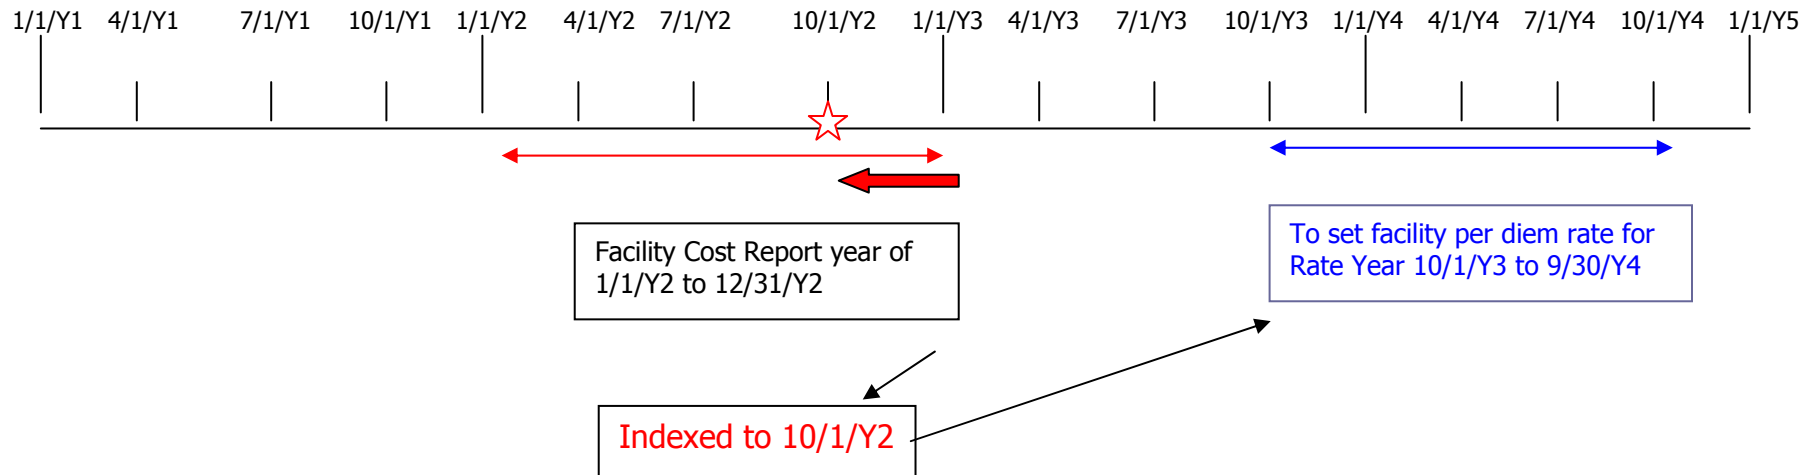 1/1/Y1 4/1/Y1 7/1/Y1 10/1/Y1 1/1/Y2 4/1/Y2 7/1/Y2 10/1/Y2 1/1/Y3 4/1/Y3 7/1/Y3 10/1/Y3 1/1/Y4 4/1/Y4 7/1/Y4 10/1/Y4 1/1/Y5
Facility Cost Report year of
1/1/Y2 to 12/31/Y2
To set facility per diem rate for
Rate Year 10/1/Y3 to 9/30/Y4
Indexed to 10/1/Y2